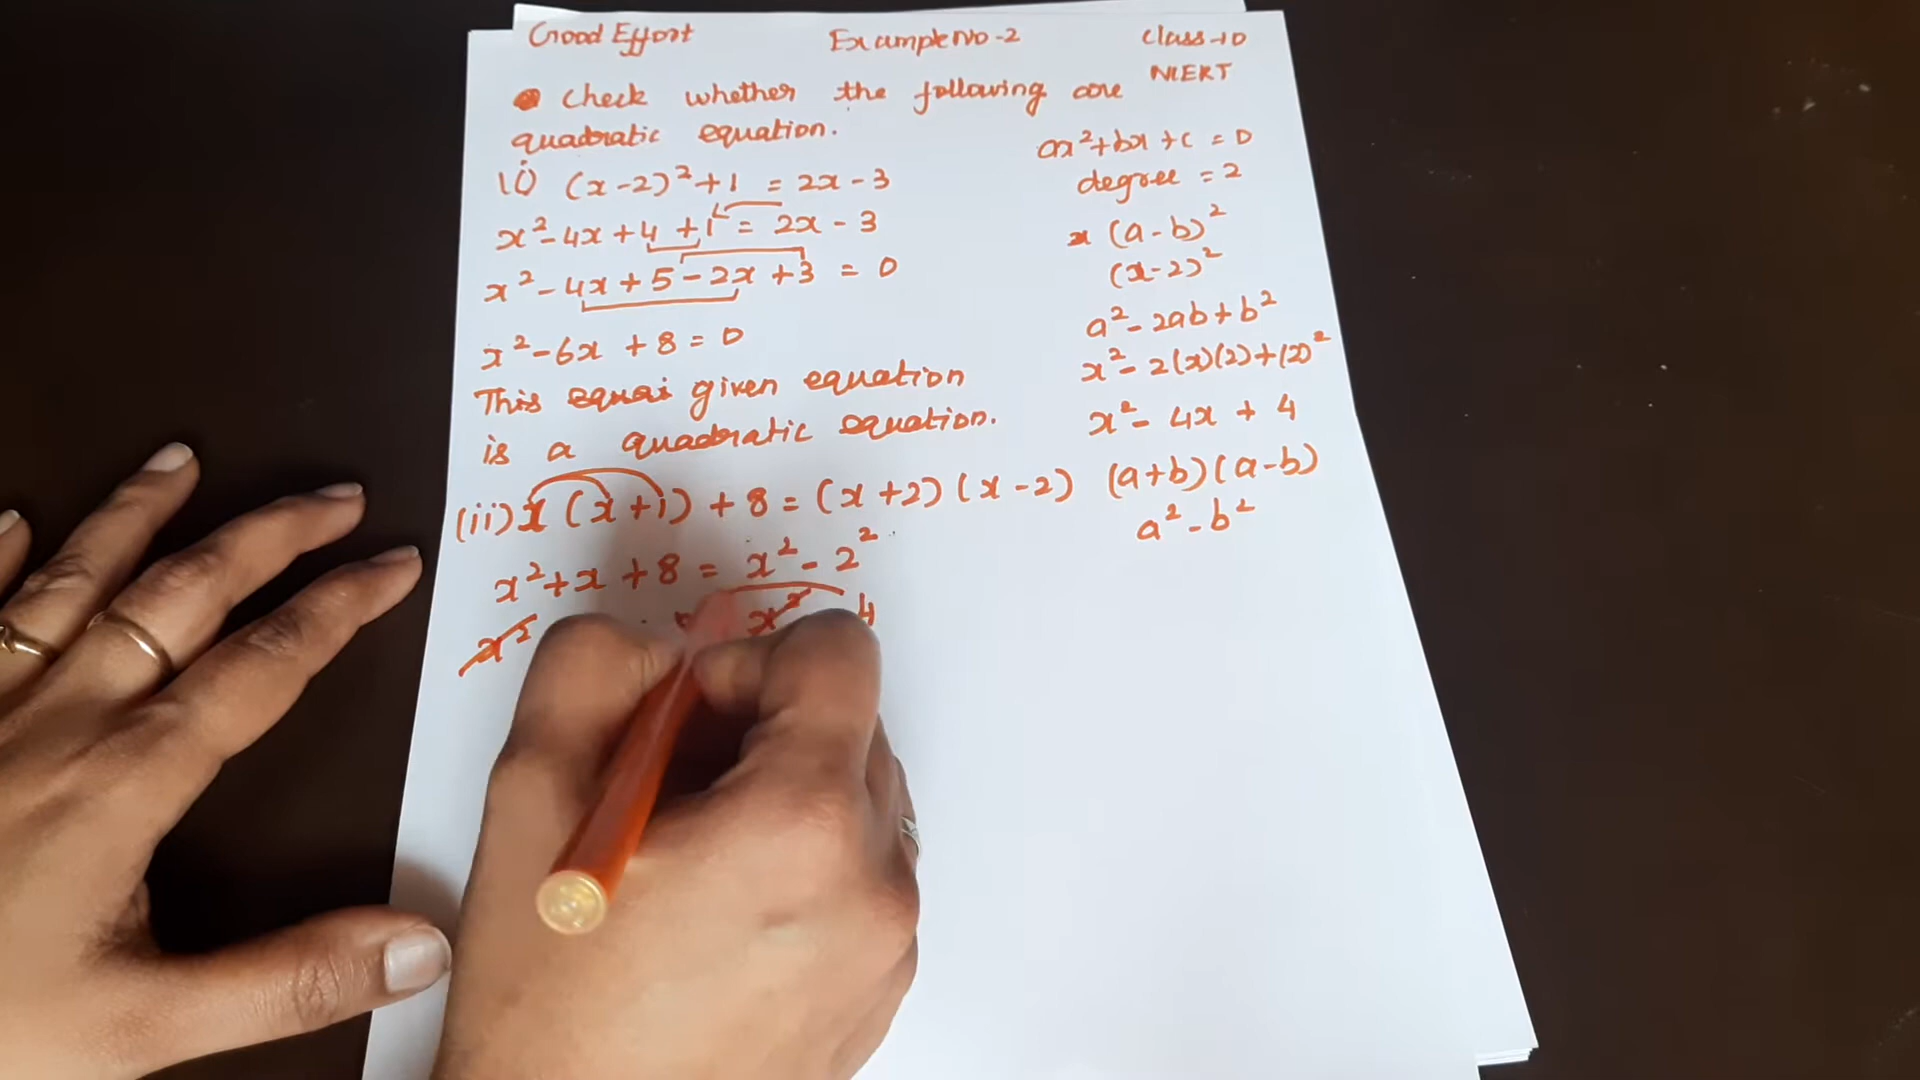 Good Effort Example No-2 Class-10
NCERT
Check whether the following are
quadratic equation.
(i) (x-2)²+1 = 2x-3
x²-4x+4+1 = 2x-3
x²-4x+5-2x+3 = 0
x²-6x+8=0
This given equation
is a quadratic equation.
(ii) x(x+1)+8=(x+2)(x-2)
x²+x+8=x²-2²
x² x² 4
ax²+bx+c=0
degree=2
(a-b)²
(x-2)²
a²-2ab+b²
x²-2(x)(2)+(2)²
x²-4x+4
(a+b)(a-b)
a²-b²